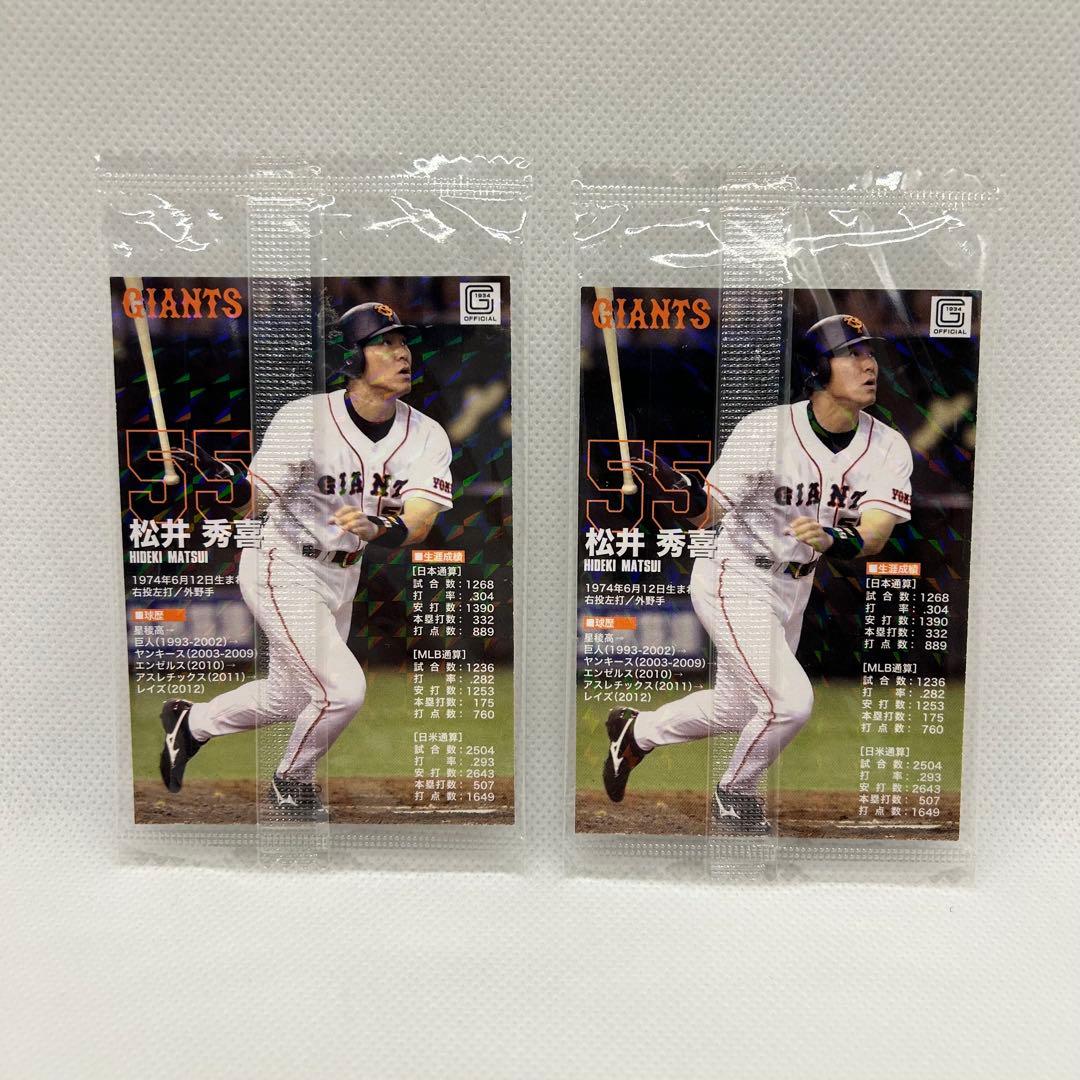 GIANTS
1934
OFFICIAL
55
GIANT
松井 秀喜
HIDEKI MATSUI
1974年6月12日生まれ
右投左打/外野手
■球歴
星稜高→
巨人(1993-2002)→
ヤンキース(2003-2009)
エンゼルス(2010)→
アスレチックス(2011)→
レイズ(2012)
■生涯成績
[日本通算]
試合数:1268
打率:.304
安打数:1390
本塁打数:332
打点数:889
[MLB通算]
試合数:1236
打率:.282
安打数:1253
本塁打数:175
打点数:760
[日米通算]
試合数:2504
打率:.293
安打数:2643
本塁打数:507
打点数:1649
GIANTS
1934
OFFICIAL
55
GIANT
松井 秀喜
HIDEKI MATSUI
1974年6月12日生まれ
右投左打/外野手
■球歴
星稜高→
巨人(1993-2002)→
ヤンキース(2003-2009)
エンゼルス(2010)→
アスレチックス(2011)→
レイズ(2012)
■生涯成績
[日本通算]
試合数:1268
打率:.304
安打数:1390
本塁打数:332
打点数:889
[MLB通算]
試合数:1236
打率:.282
安打数:1253
本塁打数:175
打点数:760
[日米通算]
試合数:2504
打率:.293
安打数:2643
本塁打数:507
打点数:1649